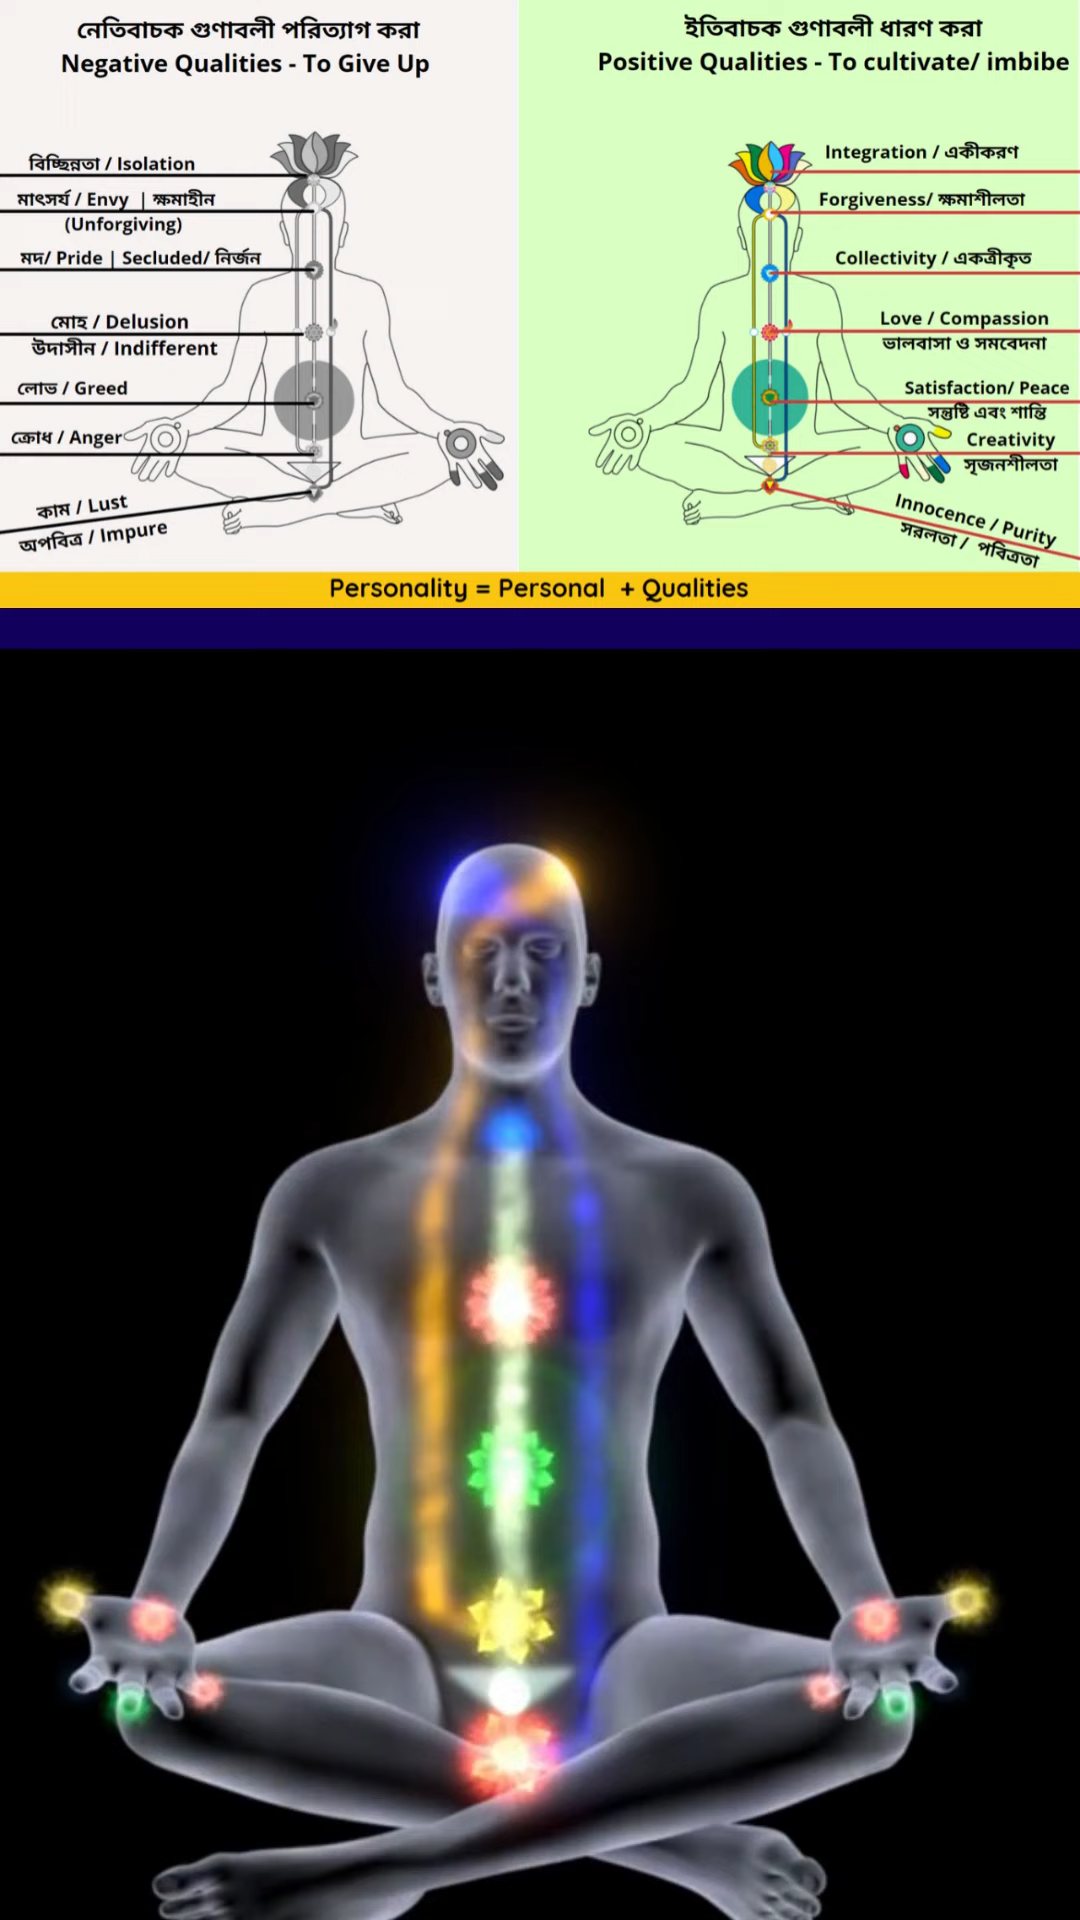 নেতিবাচক গুণাবলী পরিত্যাগ করা
Negative Qualities - To Give Up
বিচ্ছিন্নতা / Isolation
মাৎসর্য / Envy | ক্ষমাহীন
(Unforgiving)
মদ/ Pride | Secluded/ নির্জন
মোহ / Delusion
উদাসীন / Indifferent
লোভ / Greed
ক্রোধ / Anger
কাম / Lust
অপবিত্র / Impure
ইতিবাচক গুণাবলী ধারণ করা
Positive Qualities - To cultivate/ imbibe
Integration / একীকরণ
Forgiveness/ ক্ষমাশীলতা
Collectivity / একত্রীকৃত
Love / Compassion
ভালবাসা ও সমবেদনা
Satisfaction/ Peace
সন্তুষ্টি এবং শান্তি
Creativity
সৃজনশীলতা
Innocence / Purity
সরলতা / পবিত্রতা
Personality = Personal + Qualities